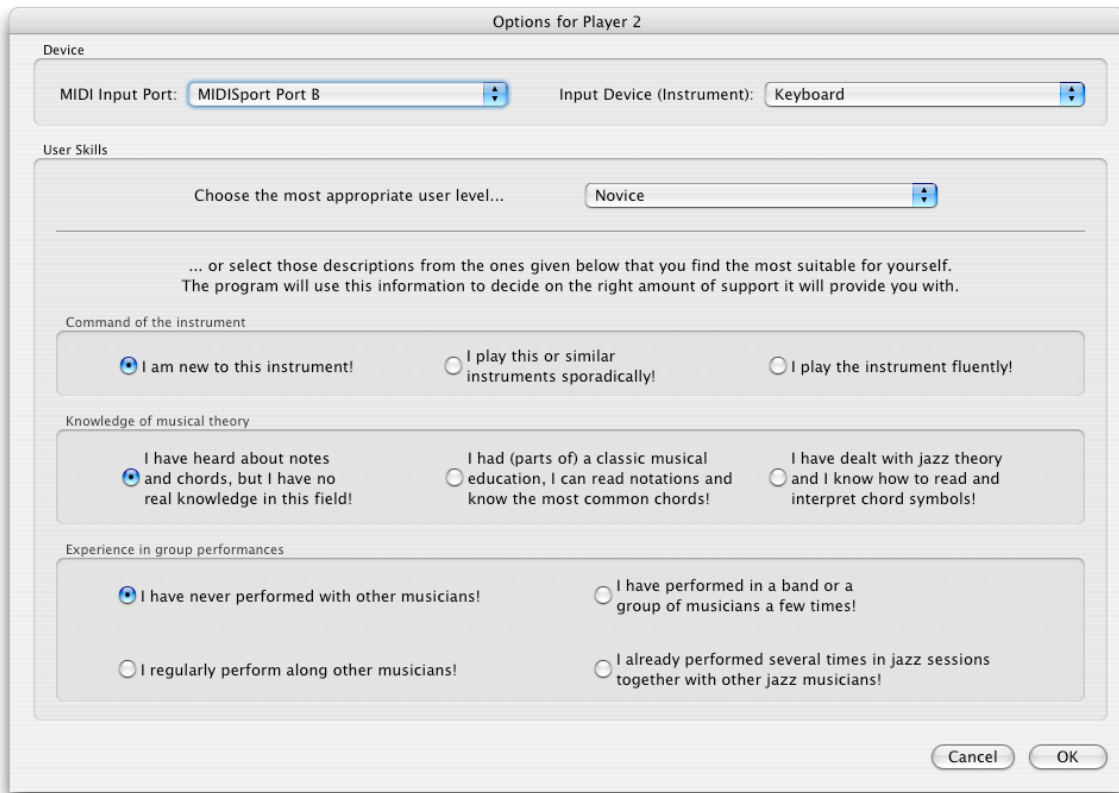 Options for Player 2
Device
MIDI Input Port: MIDISport Port B Input Device (Instrument): Keyboard
User Skills
Choose the most appropriate user level... Novice
... or select those descriptions from the ones given below that you find the most suitable for yourself.
The program will use this information to decide on the right amount of support it will provide you with.
Command of the instrument
I am new to this instrument!
I play this or similar
instruments sporadically!
I play the instrument fluently!
Knowledge of musical theory
I have heard about notes
and chords, but I have no
real knowledge in this field!
I had (parts of) a classic musical
education, I can read notations and
know the most common chords!
I have dealt with jazz theory
and I know how to read and
interpret chord symbols!
Experience in group performances
I have never performed with other musicians!
I have performed in a band or a
group of musicians a few times!
I regularly perform along other musicians!
I already performed several times in jazz sessions
together with other jazz musicians!
Cancel OK